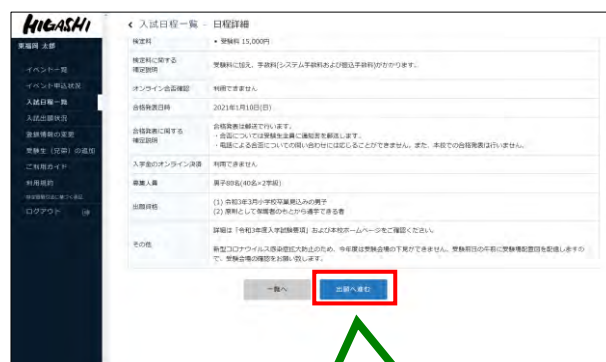 HIGASHI
東福岡 太郎
イベント一覧
イベント申込状況
入試日程一覧
入試出願状況
登録情報の変更
受験生（兄弟）の追加
ご利用ガイド
利用規約
特定商取引法に基づく表記
ログアウト
入試日程一覧 - 日程詳細
検定料
• 受験料 15,000円
検定料に関する
補足説明
受験料に加え、手数料(システム手数料および振込手数料)がかかります。
オンライン合否確認
利用できません
合格発表日時
2021年1月10日(日)
合格発表に関する
補足説明
合格発表は郵送で行います。
・合否については受験生全員に通知書を郵送します。
・電話による合否についての問い合わせには応じることができません。また、本校での合格発表は行いません。
入学金のオンライン決済
利用できません
募集人員
男子80名(40名×2学級)
出願資格
(1) 令和3年3月小学校卒業見込みの男子
(2) 原則として保護者のもとから通学できる者
その他
詳細は「令和3年度入学試験要項」および本校ホームページをご確認ください。
新型コロナウイルス感染症拡大防止のため、今年度は受験会場の下見ができません。受験前日の午前に受験場配置図を配信しますの
で、受験会場の確認をお願い致します。
一覧へ
出願へ進む